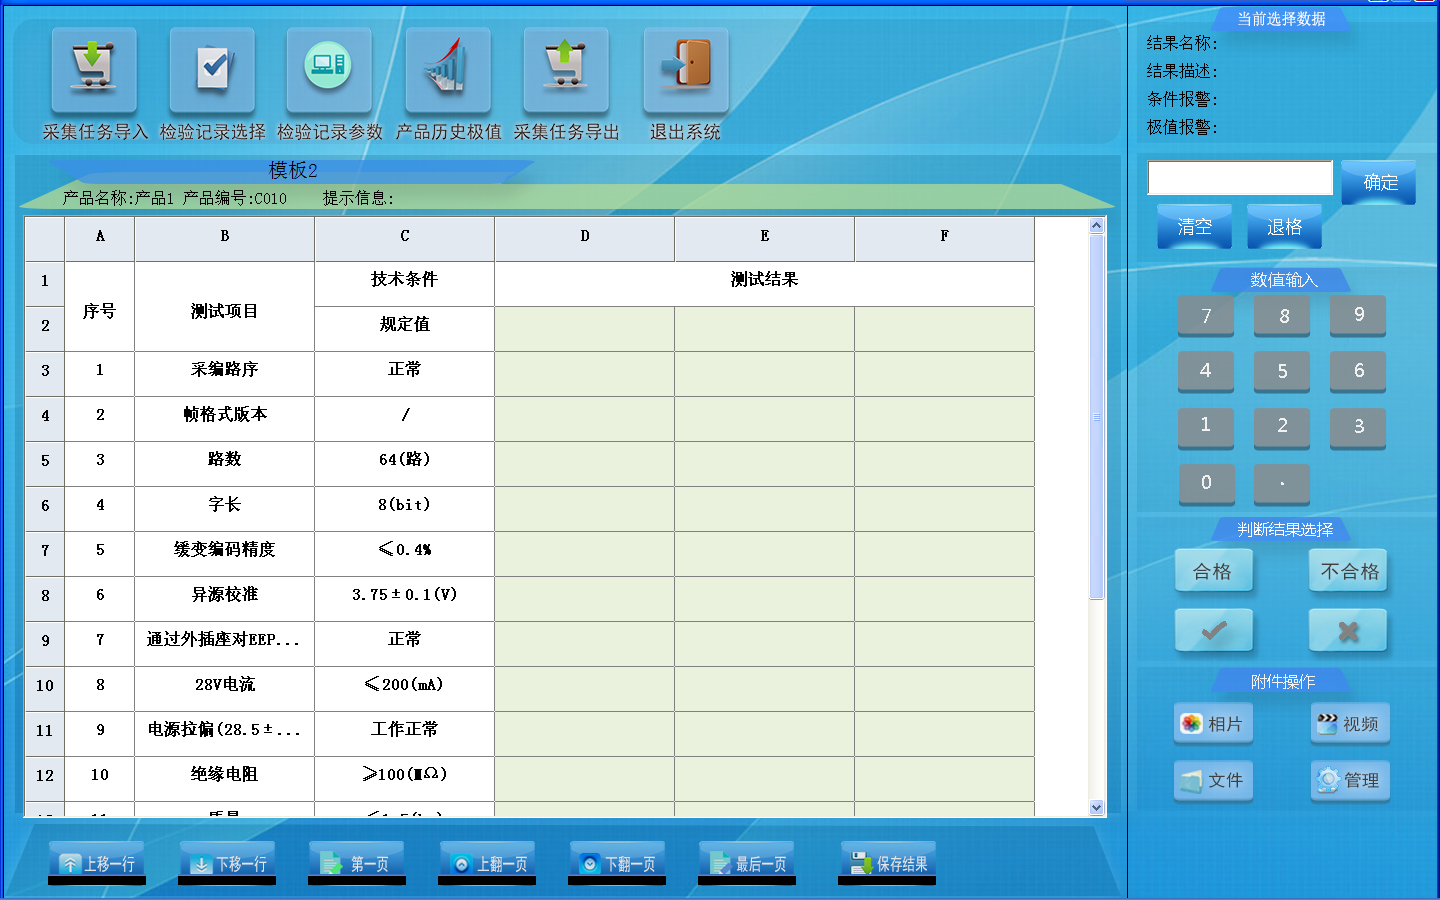 采集任务导入 检验记录选择 检验记录参数 产品历史极值 采集任务导出 退出系统
模板2
产品名称:产品1 产品编号:C010 提示信息:
A B C D E F
1 序号 测试项目 技术条件 测试结果
2 规定值
3 1 采编路序 正常
4 2 帧格式版本 /
5 3 路数 64(路)
6 4 字长 8(bit)
7 5 缓变编码精度 ≤0.4%
8 6 异源校准 3.75±0.1(V)
9 7 通过外插座对EEP... 正常
10 8 28V电流 ≤200(mA)
11 9 电源拉偏(28.5±... 工作正常
12 10 绝缘电阻 ≥100(MΩ)
上移一行 下移一行 第一页 上翻一页 下翻一页 最后一页 保存结果
当前选择数据
结果名称:
结果描述:
条件报警:
极值报警:
确定
清空 退格
数值输入
7 8 9
4 5 6
1 2 3
0 .
判断结果选择
合格 不合格
附件操作
相片 视频
文件 管理